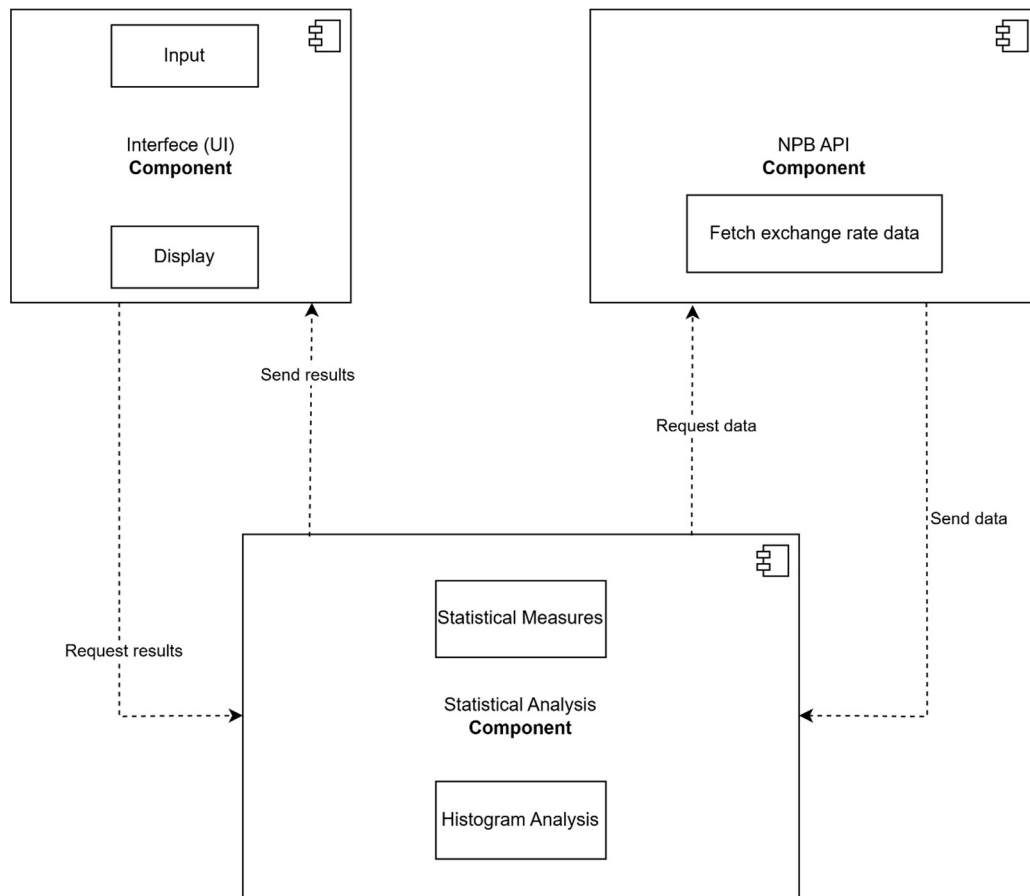 Input
Interfece (UI)
Component
Display
NPB API
Component
Fetch exchange rate data
Send results
Request data
Send data
Request results
Statistical Measures
Statistical Analysis
Component
Histogram Analysis